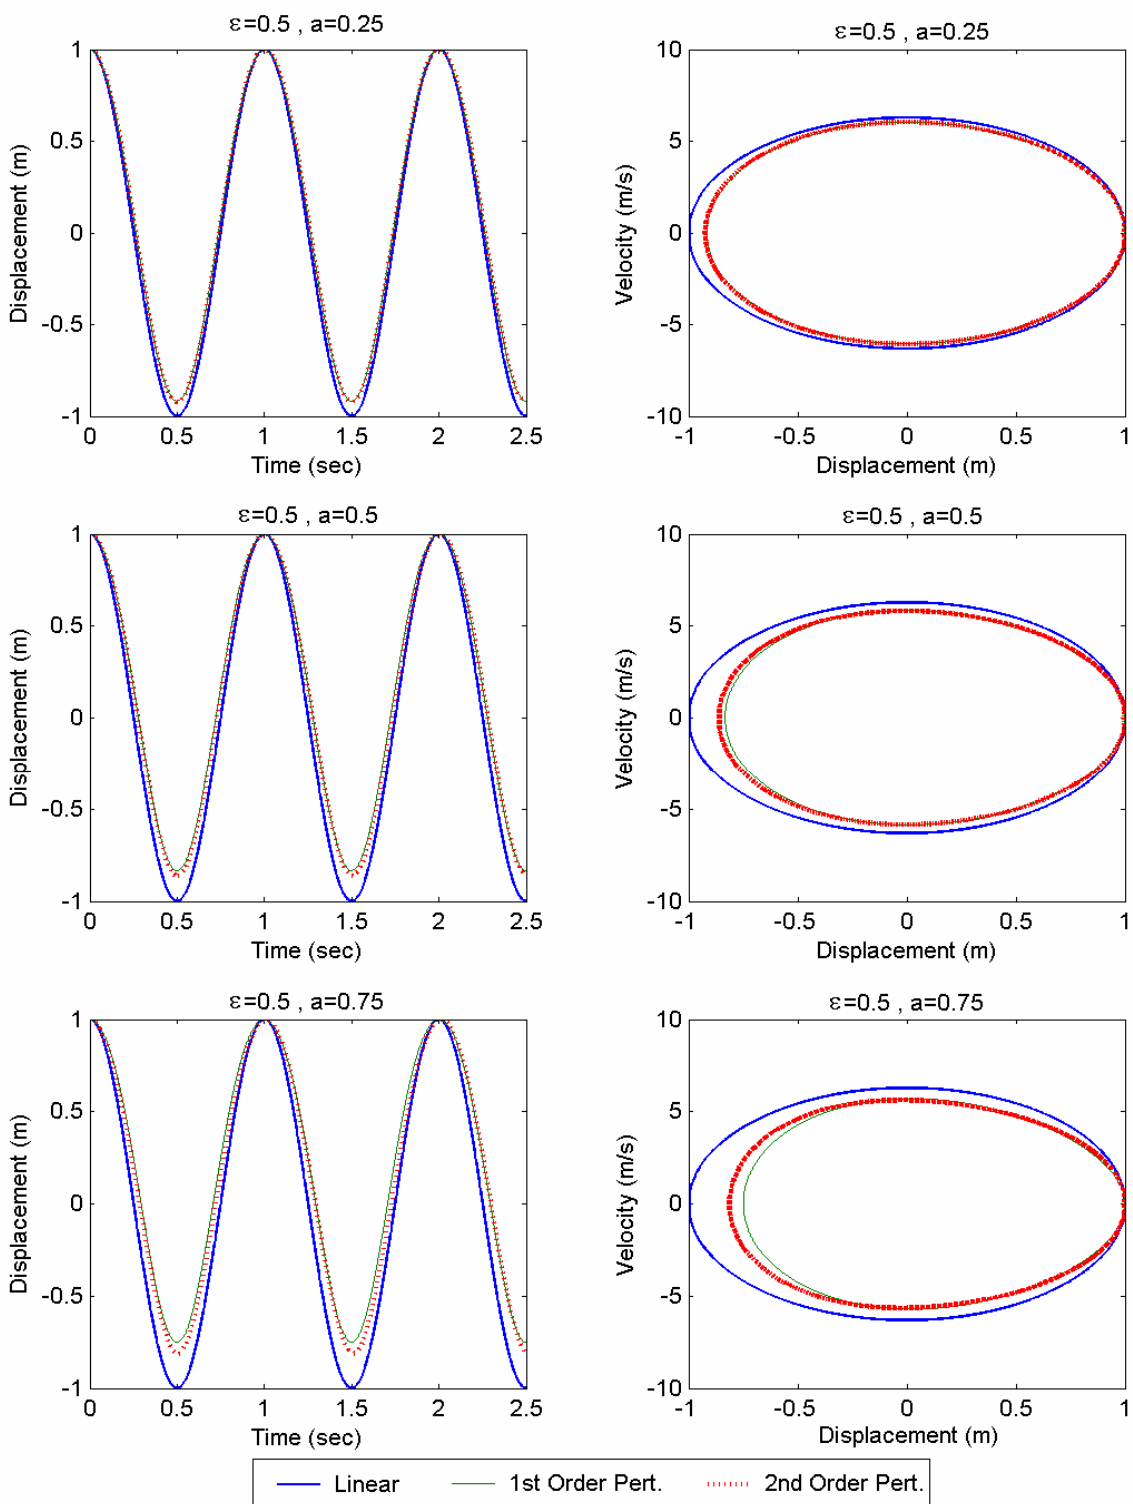 ε=0.5 , a=0.25
Displacement (m)
1
0.5
0
-0.5
-1
0 0.5 1 1.5 2 2.5
Time (sec)
ε=0.5 , a=0.25
Velocity (m/s)
10
5
0
-5
-10
-1 -0.5 0 0.5 1
Displacement (m)
ε=0.5 , a=0.5
Displacement (m)
1
0.5
0
-0.5
-1
0 0.5 1 1.5 2 2.5
Time (sec)
ε=0.5 , a=0.5
Velocity (m/s)
10
5
0
-5
-10
-1 -0.5 0 0.5 1
Displacement (m)
ε=0.5 , a=0.75
Displacement (m)
1
0.5
0
-0.5
-1
0 0.5 1 1.5 2 2.5
Time (sec)
ε=0.5 , a=0.75
Velocity (m/s)
10
5
0
-5
-10
-1 -0.5 0 0.5 1
Displacement (m)
Linear 1st Order Pert. 2nd Order Pert.